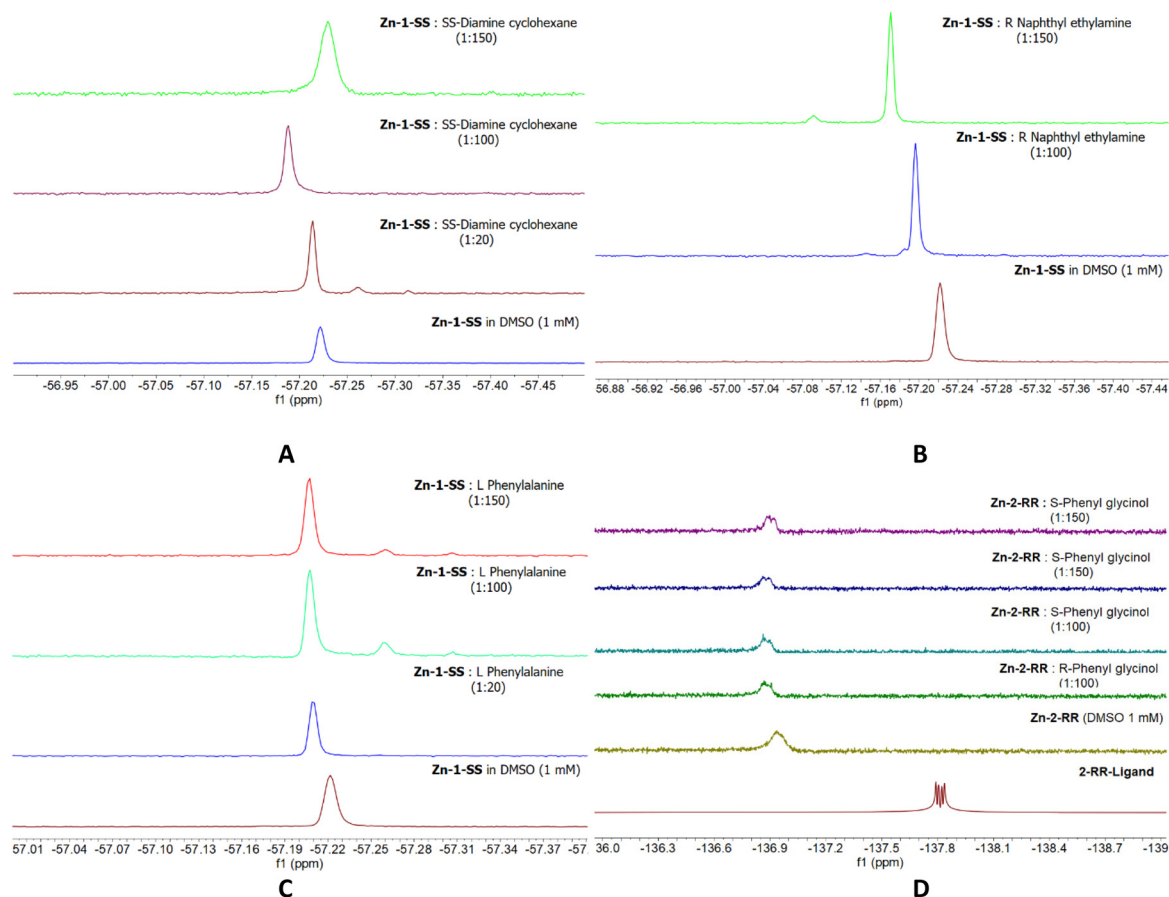 Zn-1-SS : SS-Diamine cyclohexane
(1:150)
Zn-1-SS : SS-Diamine cyclohexane
(1:100)
Zn-1-SS : SS-Diamine cyclohexane
(1:20)
Zn-1-SS in DMSO (1 mM)
-56.95 -57.00 -57.05 -57.10 -57.15 -57.20 -57.25 -57.30 -57.35 -57.40 -57.45
f1 (ppm)
A
Zn-1-SS : R Naphthyl ethylamine
(1:150)
Zn-1-SS : R Naphthyl ethylamine
(1:100)
Zn-1-SS in DMSO (1 mM)
56.88 -56.92 -56.96 -57.00 -57.04 -57.08 -57.12 -57.16 -57.20 -57.24 -57.28 -57.32 -57.36 -57.40 -57.44
f1 (ppm)
B
Zn-1-SS : L Phenylalanine
(1:150)
Zn-1-SS : L Phenylalanine
(1:100)
Zn-1-SS : L Phenylalanine
(1:20)
Zn-1-SS in DMSO (1 mM)
57.01 -57.04 -57.07 -57.10 -57.13 -57.16 -57.19 -57.22 -57.25 -57.28 -57.31 -57.34 -57.37 -57.
f1 (ppm)
C
Zn-2-RR : S-Phenyl glycinol
(1:150)
Zn-2-RR : S-Phenyl glycinol
(1:150)
Zn-2-RR : S-Phenyl glycinol
(1:100)
Zn-2-RR : R-Phenyl glycinol
(1:100)
Zn-2-RR (DMSO 1 mM)
2-RR-Ligand
36.0 -136.3 -136.6 -136.9 -137.2 -137.5 -137.8 -138.1 -138.4 -138.7 -139
f1 (ppm)
D